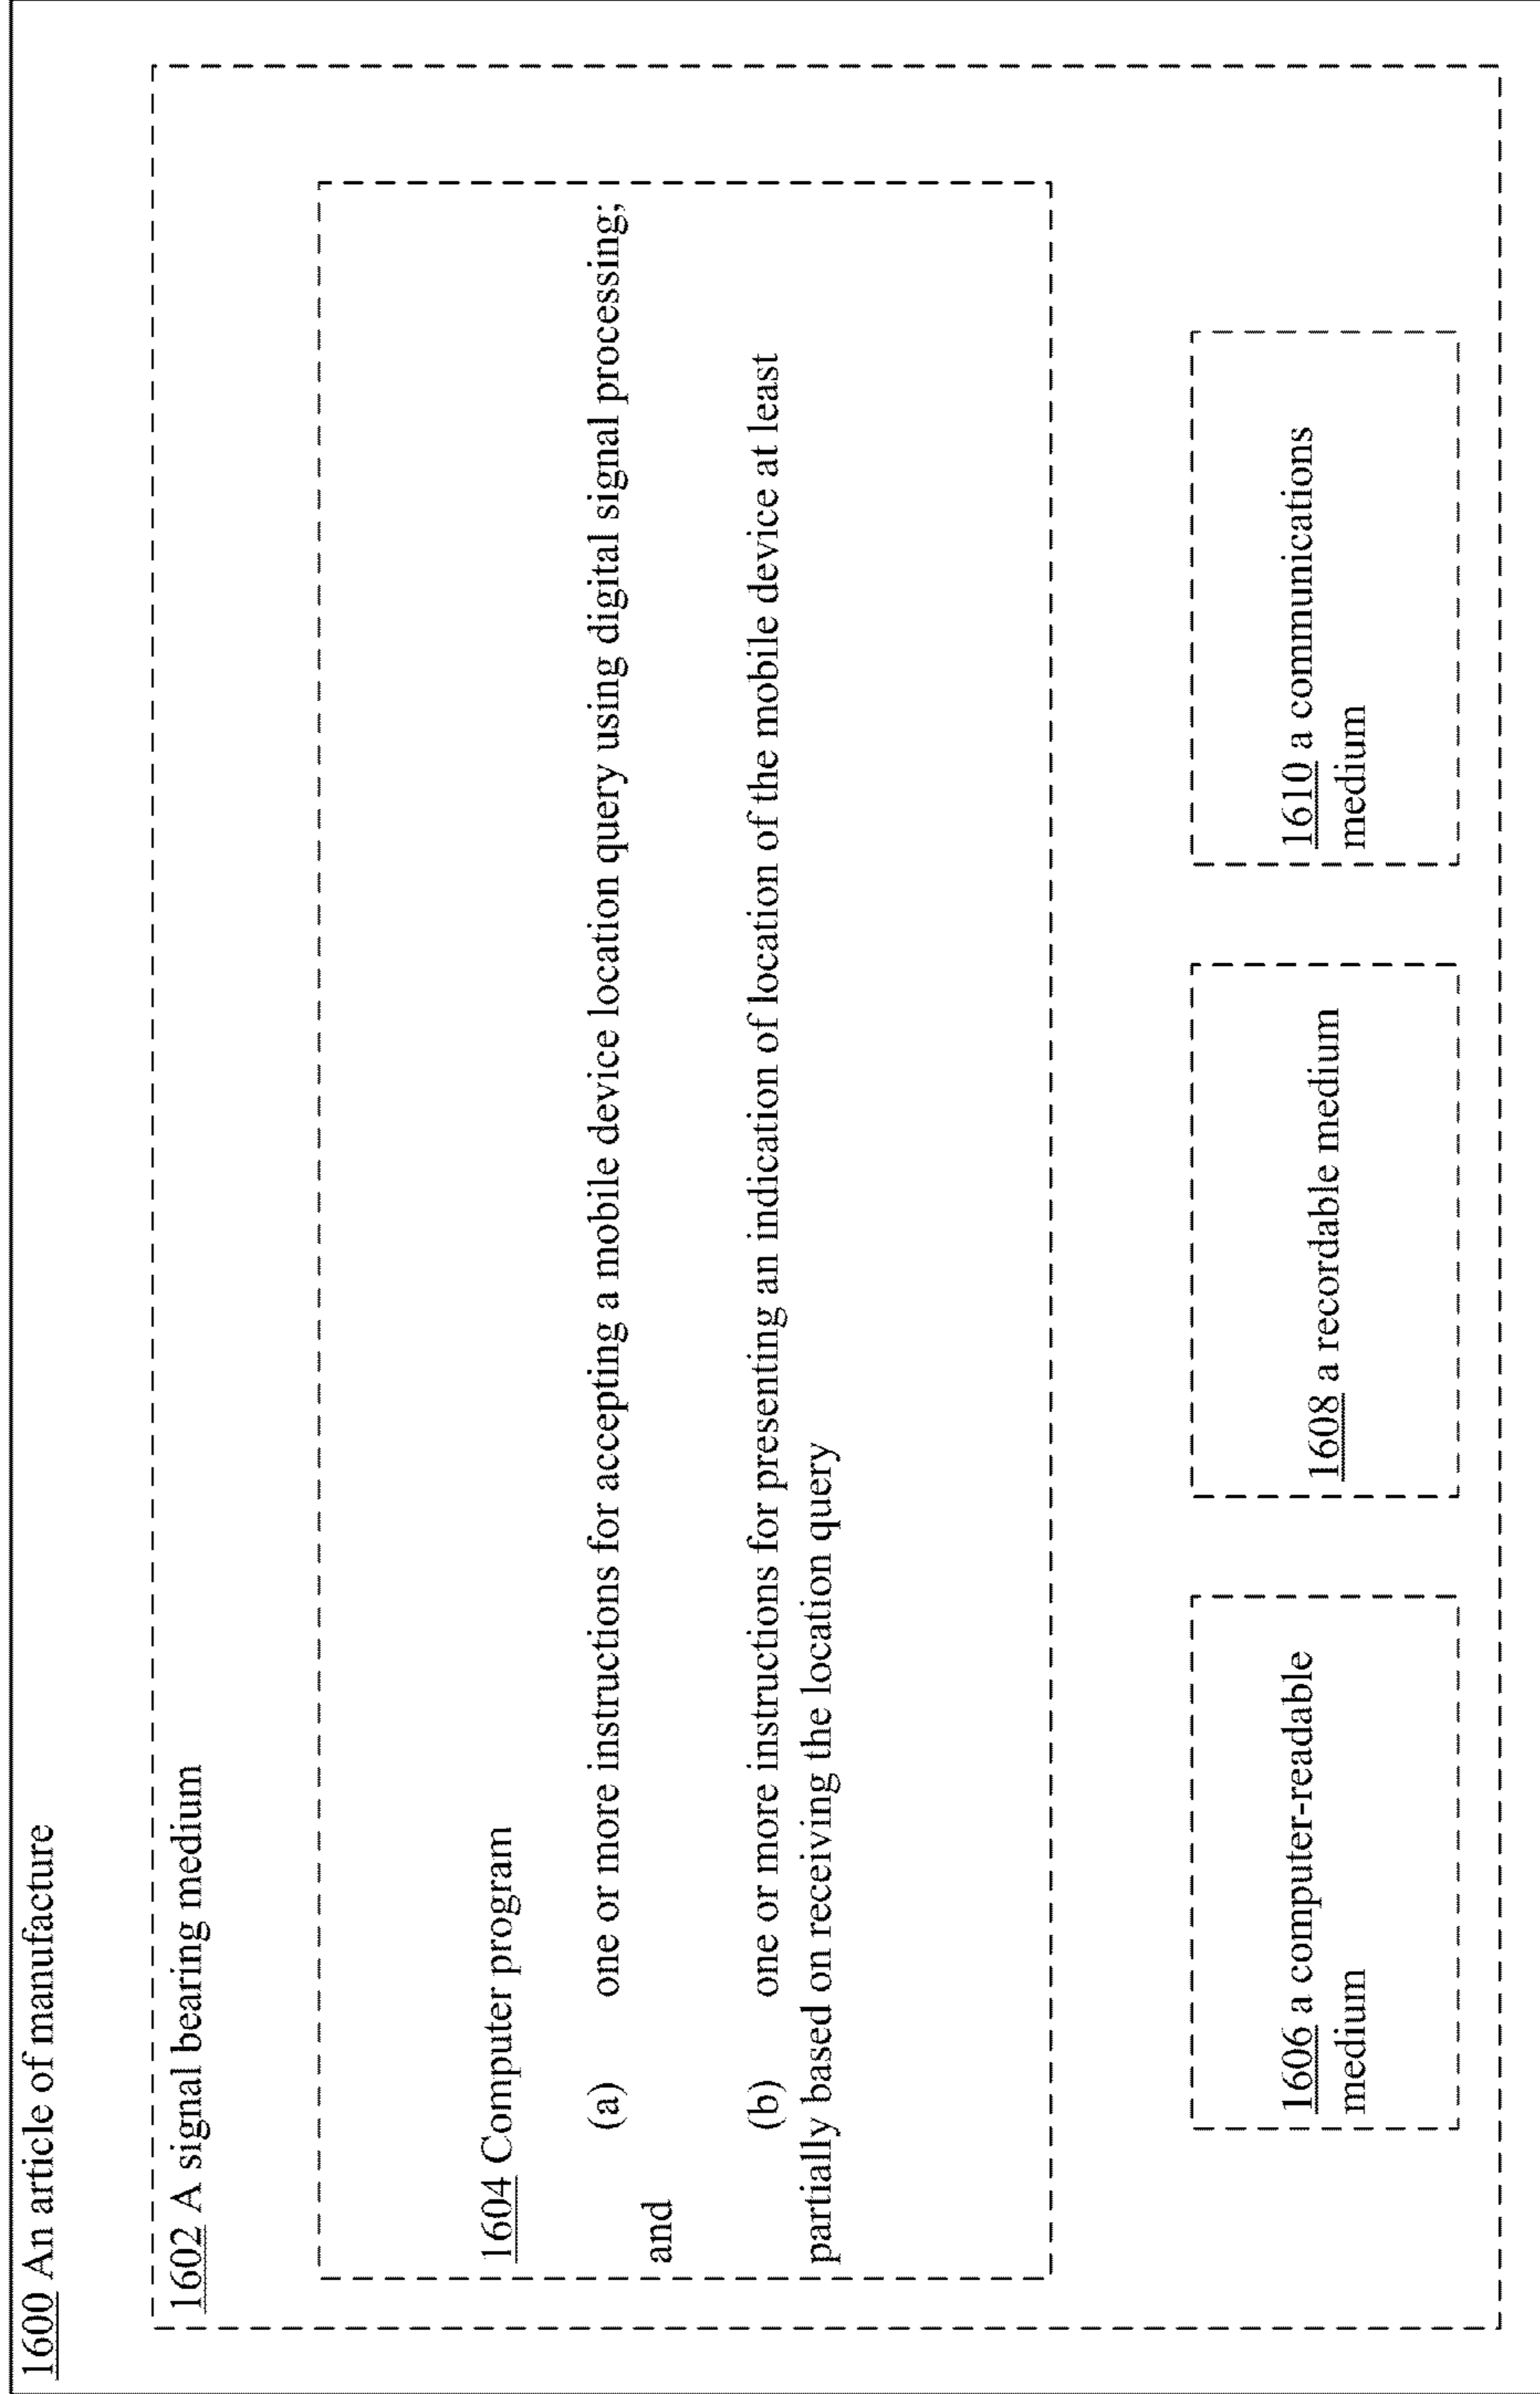 1600 An article of manufacture
1602 A signal bearing medium
1604 Computer program
(a) one or more instructions for accepting a mobile device location query using digital signal processing;
and
(b) one or more instructions for presenting an indication of location of the mobile device at least
partially based on receiving the location query
1606 a computer-readable
medium
1608 a recordable medium
1610 a communications
medium